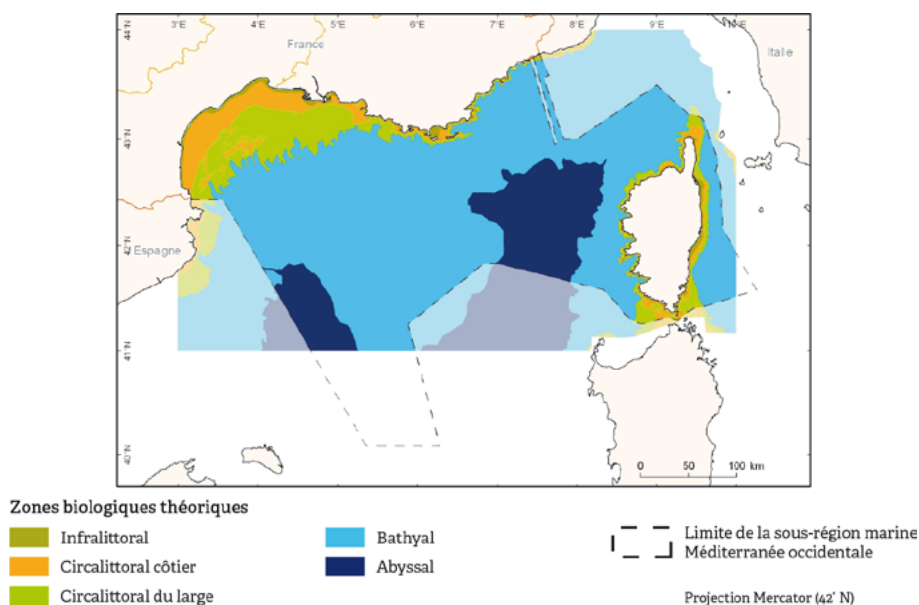 3°E 4°E 5°E 6°E 7°E 8°E 9°E 10°E
44°N
France
Italie
43°N
Espagne
42°N
41°N
40°N
0 50 100 km
Zones biologiques théoriques
Infralittoral
Circalittoral côtier
Circalittoral du large
Bathyal
Abyssal
Limite de la sous-région marine
Méditerranée occidentale
Projection Mercator (42° N)